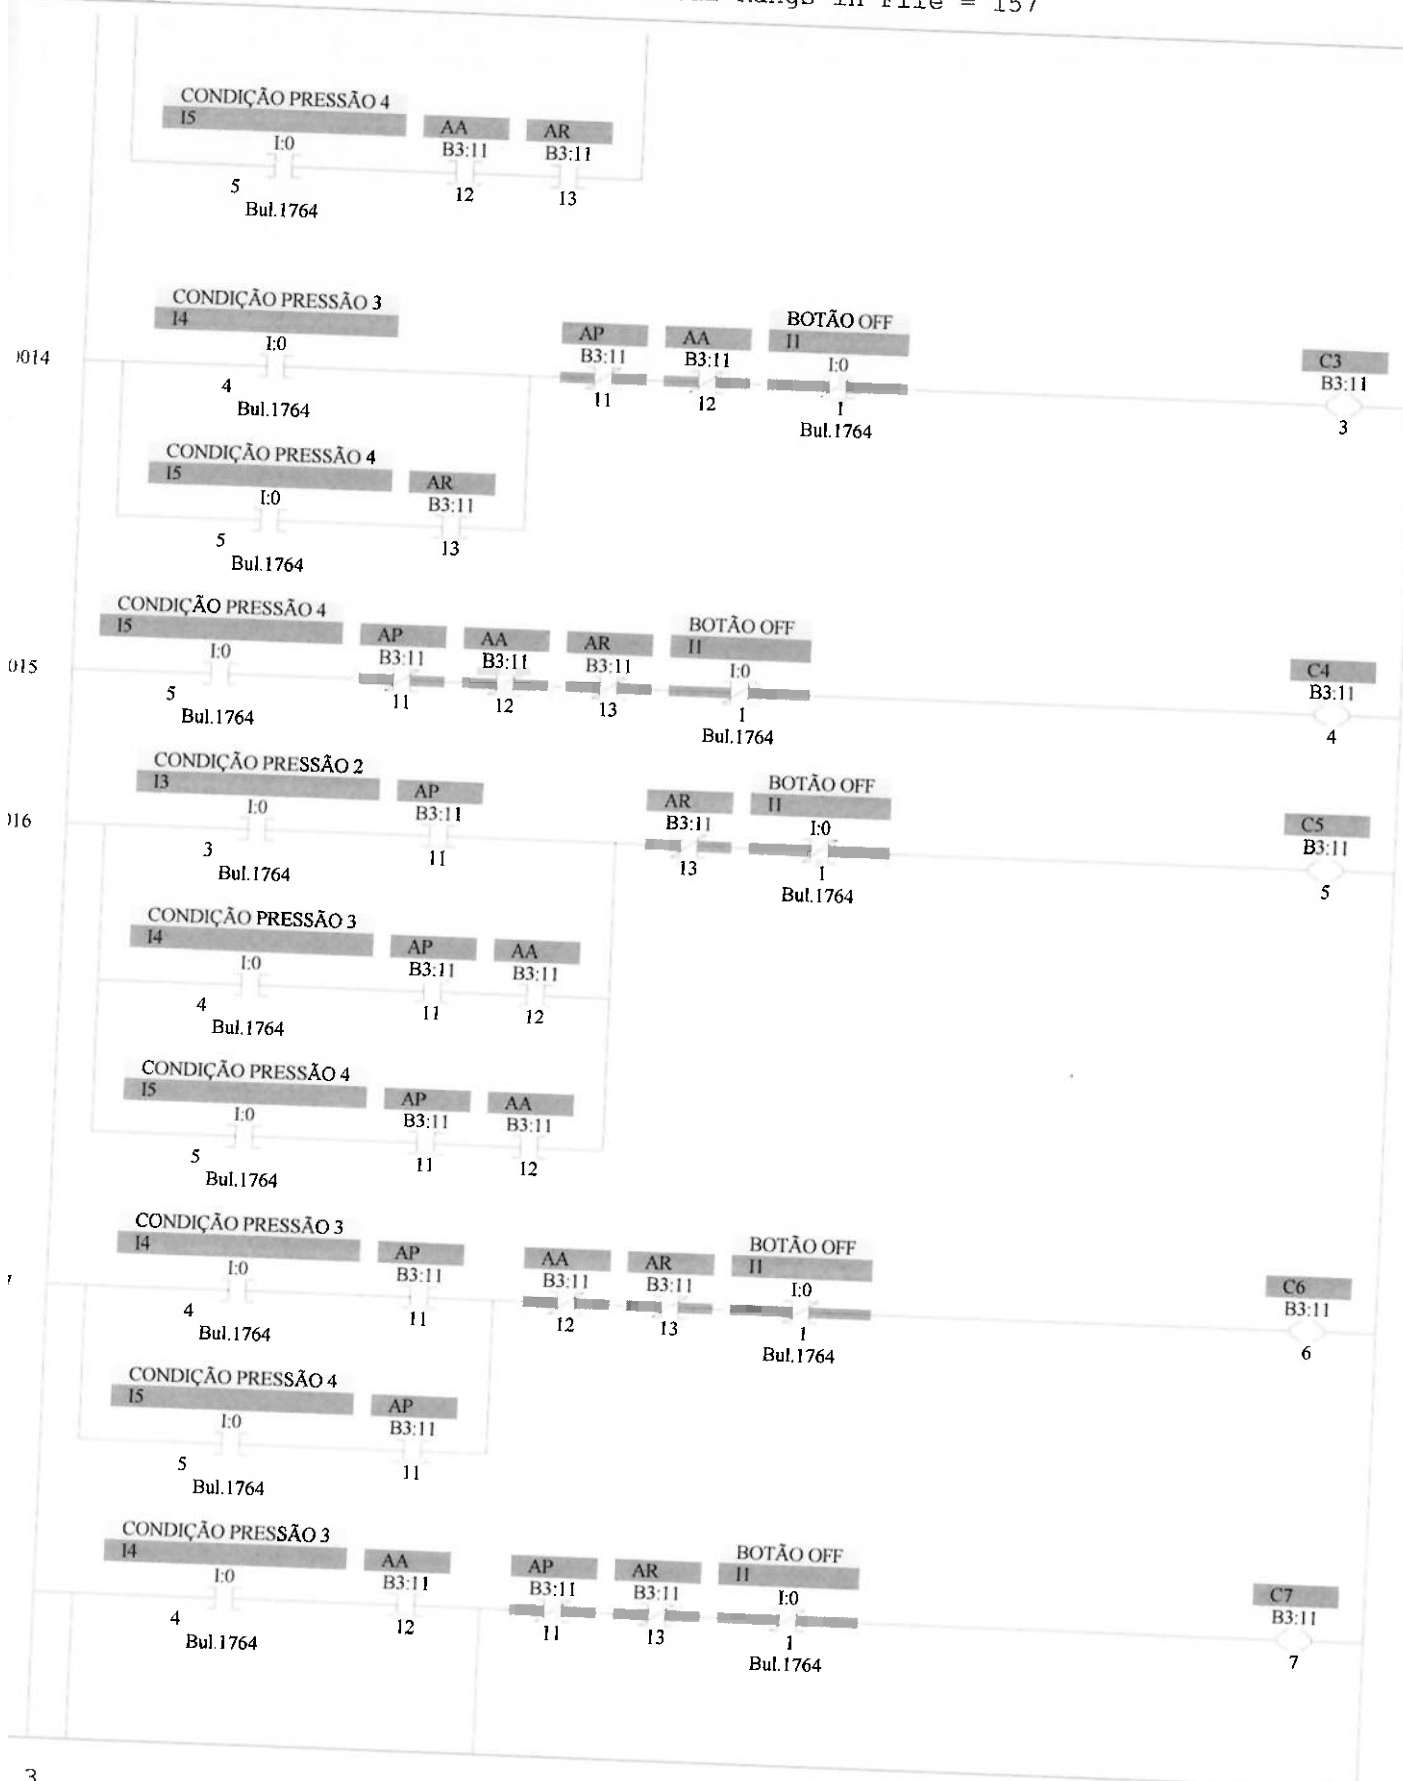 Rungs in File = 157
CONDIÇÃO PRESSÃO 4
I5 AA AR
I:0 B3:11 B3:11
5 12 13
Bul.1764
CONDIÇÃO PRESSÃO 3 BOTÃO OFF
I4 AP AA I1 C3
I:0 B3:11 B3:11 I:0 B3:11
0014
4 11 12 1 3
Bul.1764 Bul.1764
CONDIÇÃO PRESSÃO 4
I5 AR
I:0 B3:11
5 13
Bul.1764
CONDIÇÃO PRESSÃO 4 BOTÃO OFF
I5 AP AA AR I1 C4
I:0 B3:11 B3:11 B3:11 I:0 B3:11
015
5 11 12 13 1 4
Bul.1764 Bul.1764
CONDIÇÃO PRESSÃO 2 BOTÃO OFF
I3 AP AR I1 C5
I:0 B3:11 B3:11 I:0 B3:11
016
3 11 13 1 5
Bul.1764 Bul.1764
CONDIÇÃO PRESSÃO 3
I4 AP AA
I:0 B3:11 B3:11
4 11 12
Bul.1764
CONDIÇÃO PRESSÃO 4
I5 AP AA
I:0 B3:11 B3:11
5 11 12
Bul.1764
CONDIÇÃO PRESSÃO 3 BOTÃO OFF
I4 AP AA AR I1 C6
I:0 B3:11 B3:11 B3:11 I:0 B3:11
4 11 12 13 1 6
Bul.1764 Bul.1764
CONDIÇÃO PRESSÃO 4
I5 AP
I:0 B3:11
5 11
Bul.1764
CONDIÇÃO PRESSÃO 3 BOTÃO OFF
I4 AA AP AR I1 C7
I:0 B3:11 B3:11 B3:11 I:0 B3:11
4 12 11 13 1 7
Bul.1764 Bul.1764
3